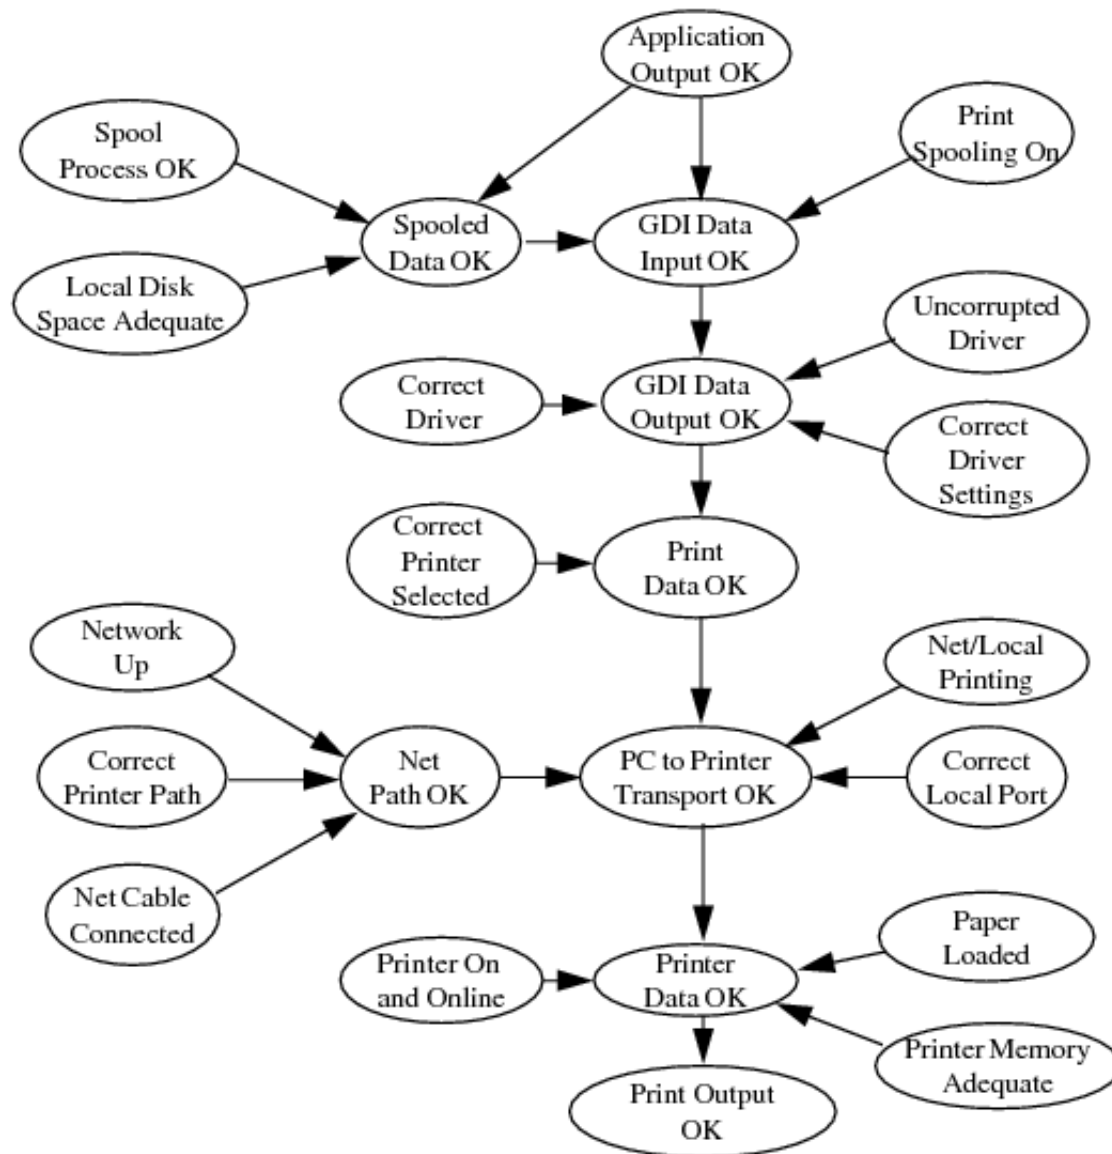 Application
Output OK
Print
Spooling On
Spool
Process OK
Spooled
Data OK
GDI Data
Input OK
Local Disk
Space Adequate
Uncorrupted
Driver
Correct
Driver
GDI Data
Output OK
Correct
Driver
Settings
Correct
Printer
Selected
Print
Data OK
Network
Up
Net/Local
Printing
Correct
Printer Path
Net
Path OK
PC to Printer
Transport OK
Correct
Local Port
Net Cable
Connected
Paper
Loaded
Printer On
and Online
Printer
Data OK
Printer Memory
Adequate
Print Output
OK